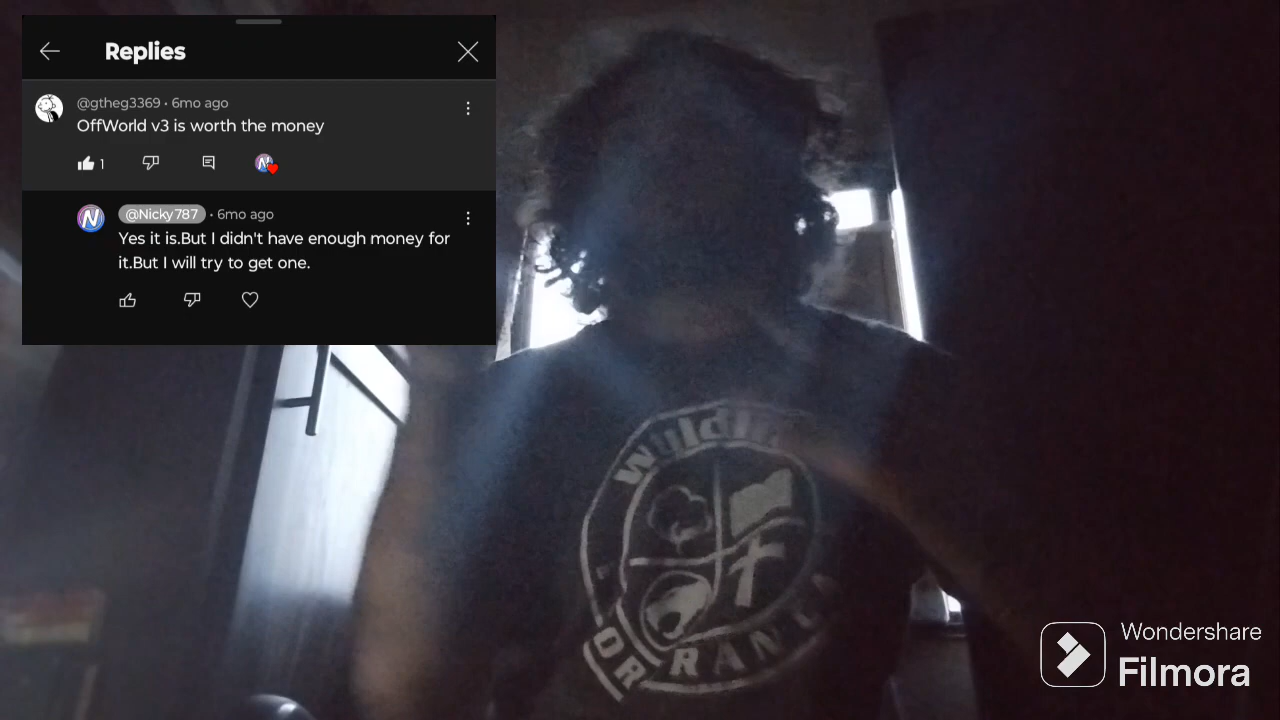 Replies
@gtheg3369 • 6mo ago
OffWorld v3 is worth the money
1
@Nicky787 • 6mo ago
Yes it is.But I didn't have enough money for
it.But I will try to get one.
Wondershare
Filmora